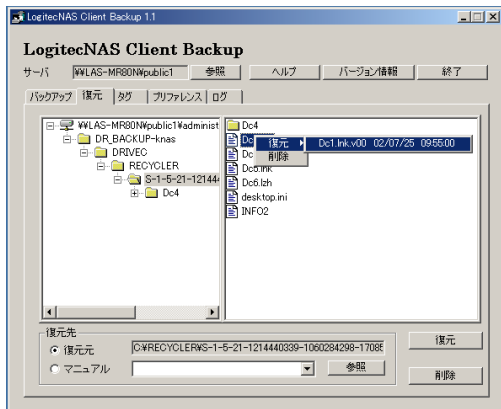 LogitecNAS Client Backup 1.1
LogitecNAS Client Backup
サーバ ¥¥LAS-MR80N¥public1 参照 ヘルプ バージョン情報 終了
バックアップ 復元 タグ プリファレンス ログ
¥¥LAS-MR80N¥public1¥administ
DR_BACKUP-knas
DRIVEC
RECYCLER
S-1-5-21-121444
Dc4
Dc4
復元 Dc1.lnk.v00 02/07/25 09:55:00
削除
Dc5.lnk
Dc6.lzh
desktop.ini
INFO2
復元先
復元元 C:¥RECYCLER¥S-1-5-21-1214440339-1060284298-17085
マニュアル 参照
復元
削除